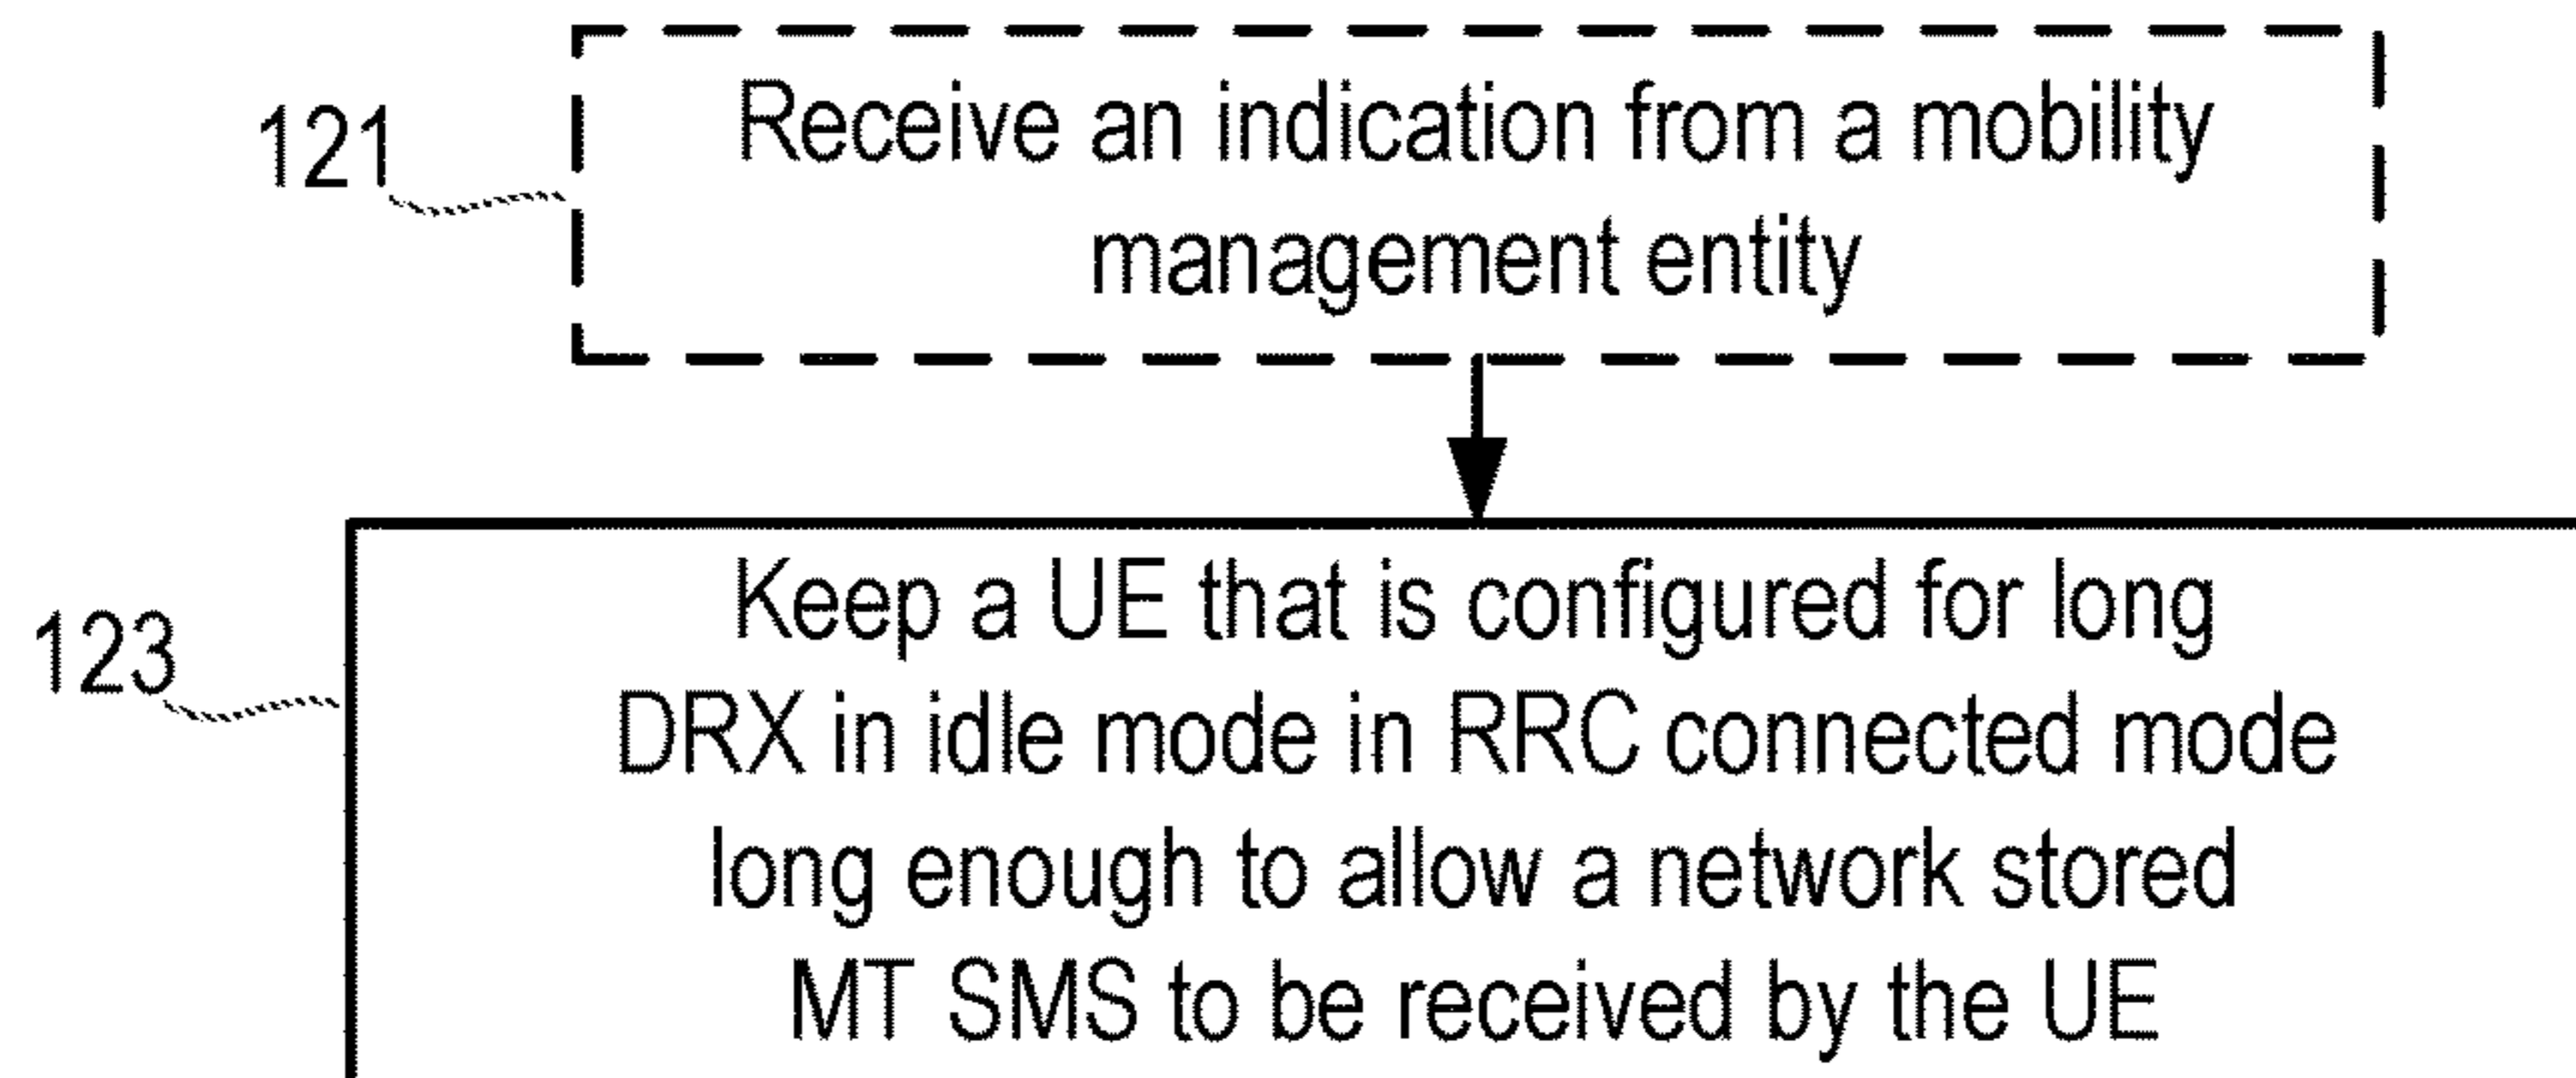 121
Receive an indication from a mobility
management entity
123
Keep a UE that is configured for long
DRX in idle mode in RRC connected mode
long enough to allow a network stored
MT SMS to be received by the UE